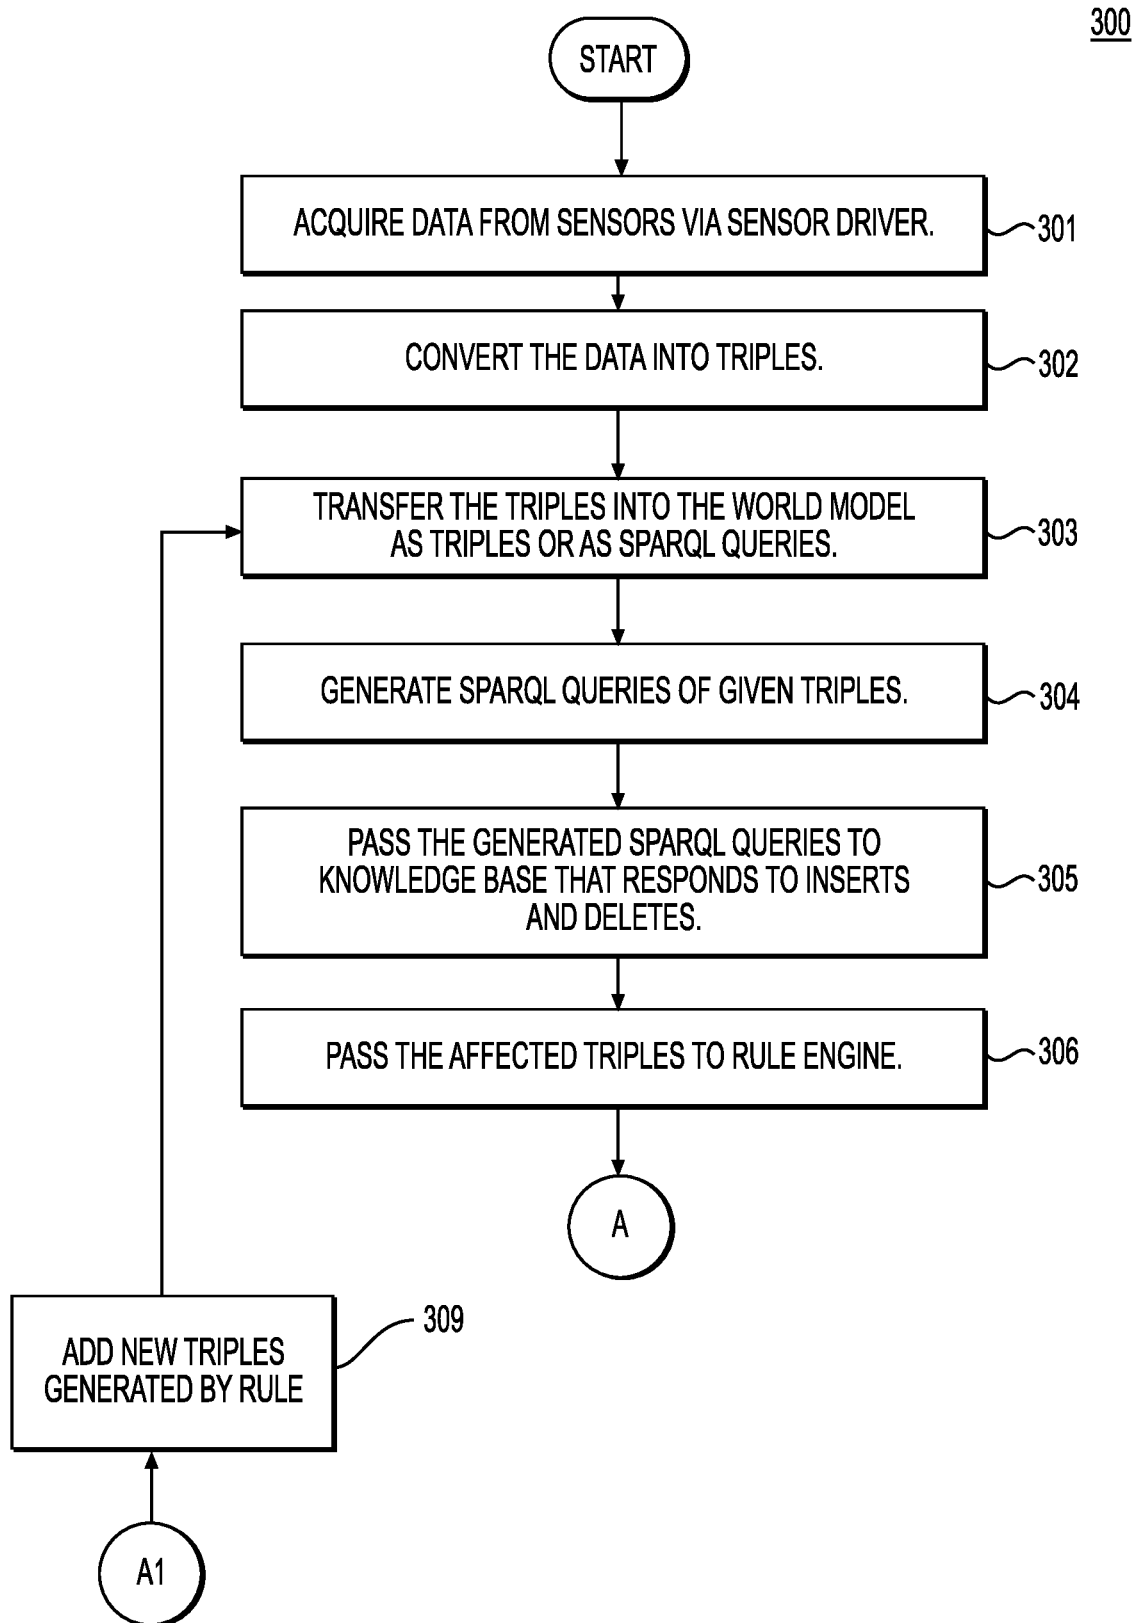 300
START
ACQUIRE DATA FROM SENSORS VIA SENSOR DRIVER.
301
CONVERT THE DATA INTO TRIPLES.
302
TRANSFER THE TRIPLES INTO THE WORLD MODEL
AS TRIPLES OR AS SPARQL QUERIES.
303
GENERATE SPARQL QUERIES OF GIVEN TRIPLES.
304
PASS THE GENERATED SPARQL QUERIES TO
KNOWLEDGE BASE THAT RESPONDS TO INSERTS
AND DELETES.
305
PASS THE AFFECTED TRIPLES TO RULE ENGINE.
306
A
ADD NEW TRIPLES
GENERATED BY RULE
309
A1